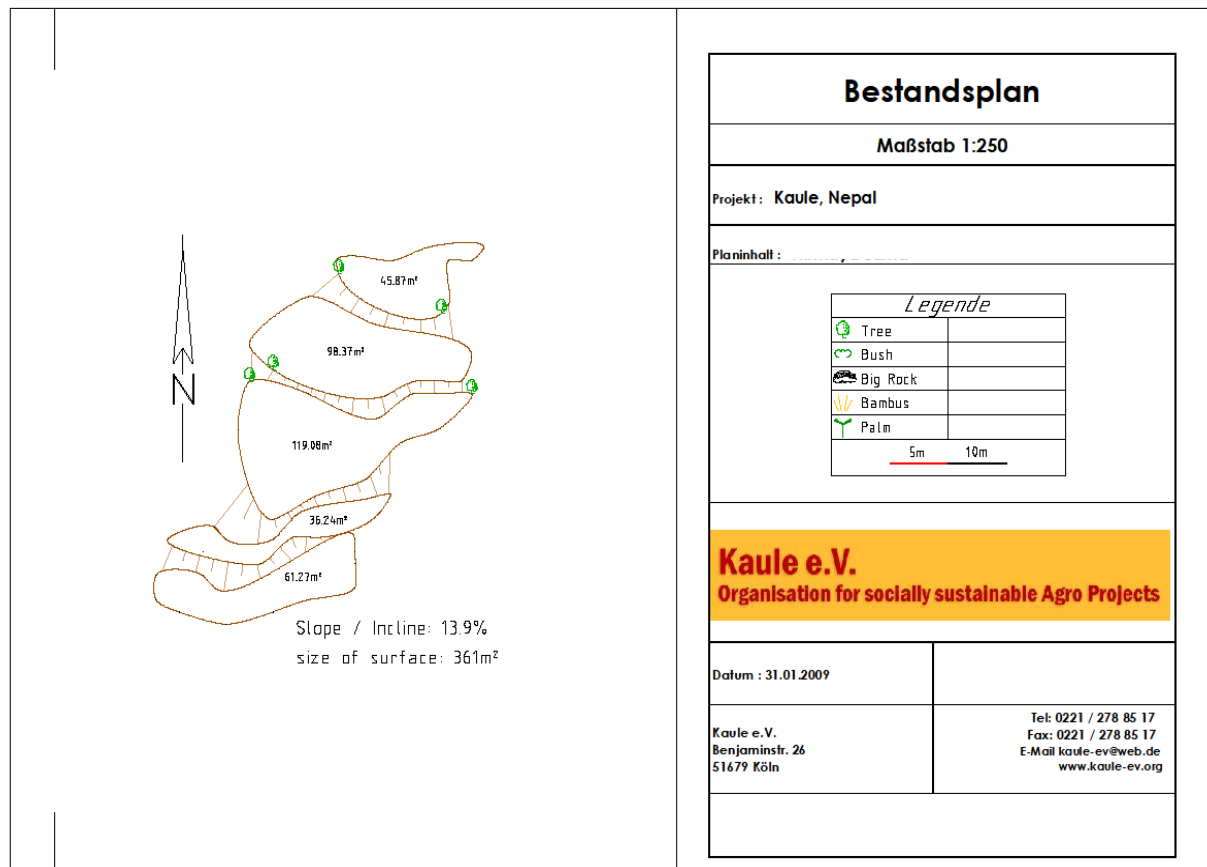 45.87m²
98.37m²
119.08m²
36.24m²
61.27m²
N
Slope / Incline: 13.9%
size of surface: 361m²
Bestandsplan
Maßstab 1:250
Projekt : Kaule, Nepal
Planinhalt :
Legende
Tree
Bush
Big Rock
Bambus
Palm
5m 10m
Kaule e.V.
Organisation for socially sustainable Agro Projects
Datum : 31.01.2009
Kaule e.V.
Benjaminstr. 26
51679 Köln
Tel: 0221 / 278 85 17
Fax: 0221 / 278 85 17
E-Mail kaule-ev@web.de
www.kaule-ev.org